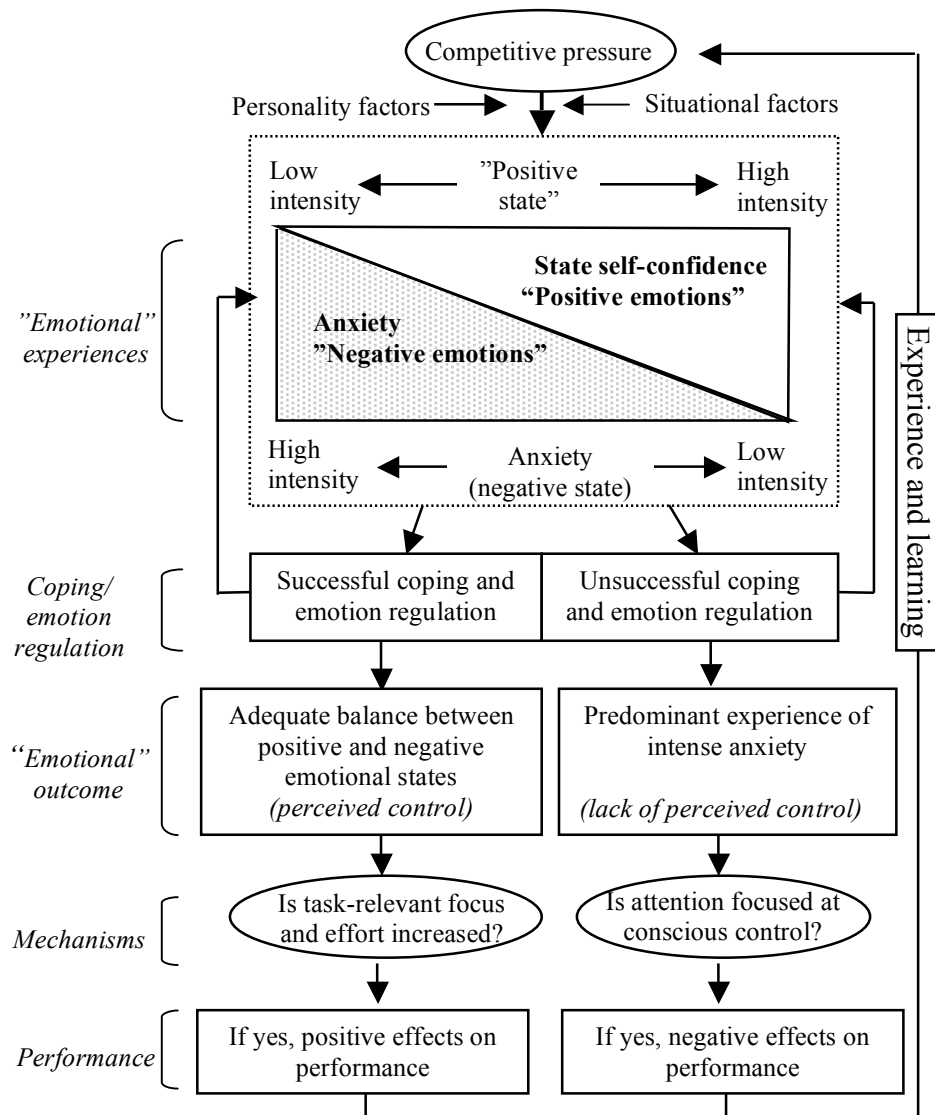 Competitive pressure
Personality factors
Situational factors
Low
intensity
”Positive
state”
High
intensity
State self-confidence
“Positive emotions”
Anxiety
”Negative emotions”
”Emotional”
experiences
High
intensity
Anxiety
(negative state)
Low
intensity
Experience and learning
Coping/
emotion
regulation
Successful coping and
emotion regulation
Unsuccessful coping
and emotion regulation
“Emotional”
outcome
Adequate balance between
positive and negative
emotional states
(perceived control)
Predominant experience of
intense anxiety
(lack of perceived control)
Mechanisms
Is task-relevant focus
and effort increased?
Is attention focused at
conscious control?
Performance
If yes, positive effects on
performance
If yes, negative effects on
performance